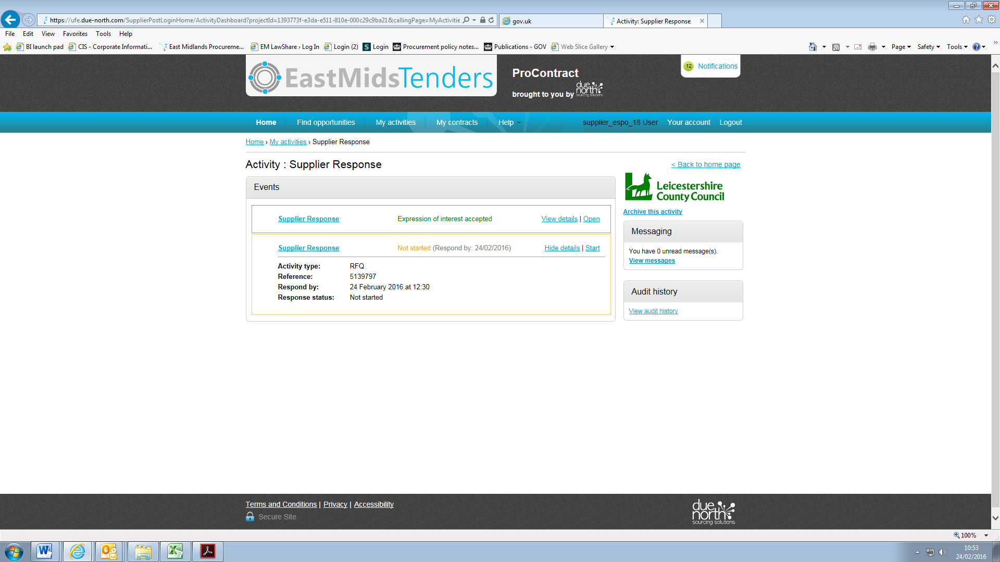 https://ufe.due-north.com/SupplierPostLoginHome/ActivityDashboard?projectId=1393773f-e3da-e511-810e-000c29c9ba21&callingPage=MyActivitie
gov.uk
Activity: Supplier Response
File Edit View Favorites Tools Help
BI launch pad CIS - Corporate Informati... East Midlands Procureme... EM LawShare › Log In Login (2) Login Procurement policy notes... Publications - GOV Web Slice Gallery
Page Safety Tools
EastMidsTenders
ProContract
brought to you by due north sourcing solutions
12 Notifications
Home Find opportunities My activities My contracts Help supplier_espo_18 User Your account Logout
Home › My activities › Supplier Response
Activity : Supplier Response
< Back to home page
Events
Supplier Response Expression of interest accepted View details | Open
Supplier Response Not started (Respond by: 24/02/2016) Hide details | Start
Activity type: RFQ
Reference: 5139797
Respond by: 24 February 2016 at 12:30
Response status: Not started
Leicestershire
County Council
Archive this activity
Messaging
You have 0 unread message(s).
View messages
Audit history
View audit history
Terms and Conditions | Privacy | Accessibility
Secure Site
due
north
sourcing solutions
100%
10:53
24/02/2016